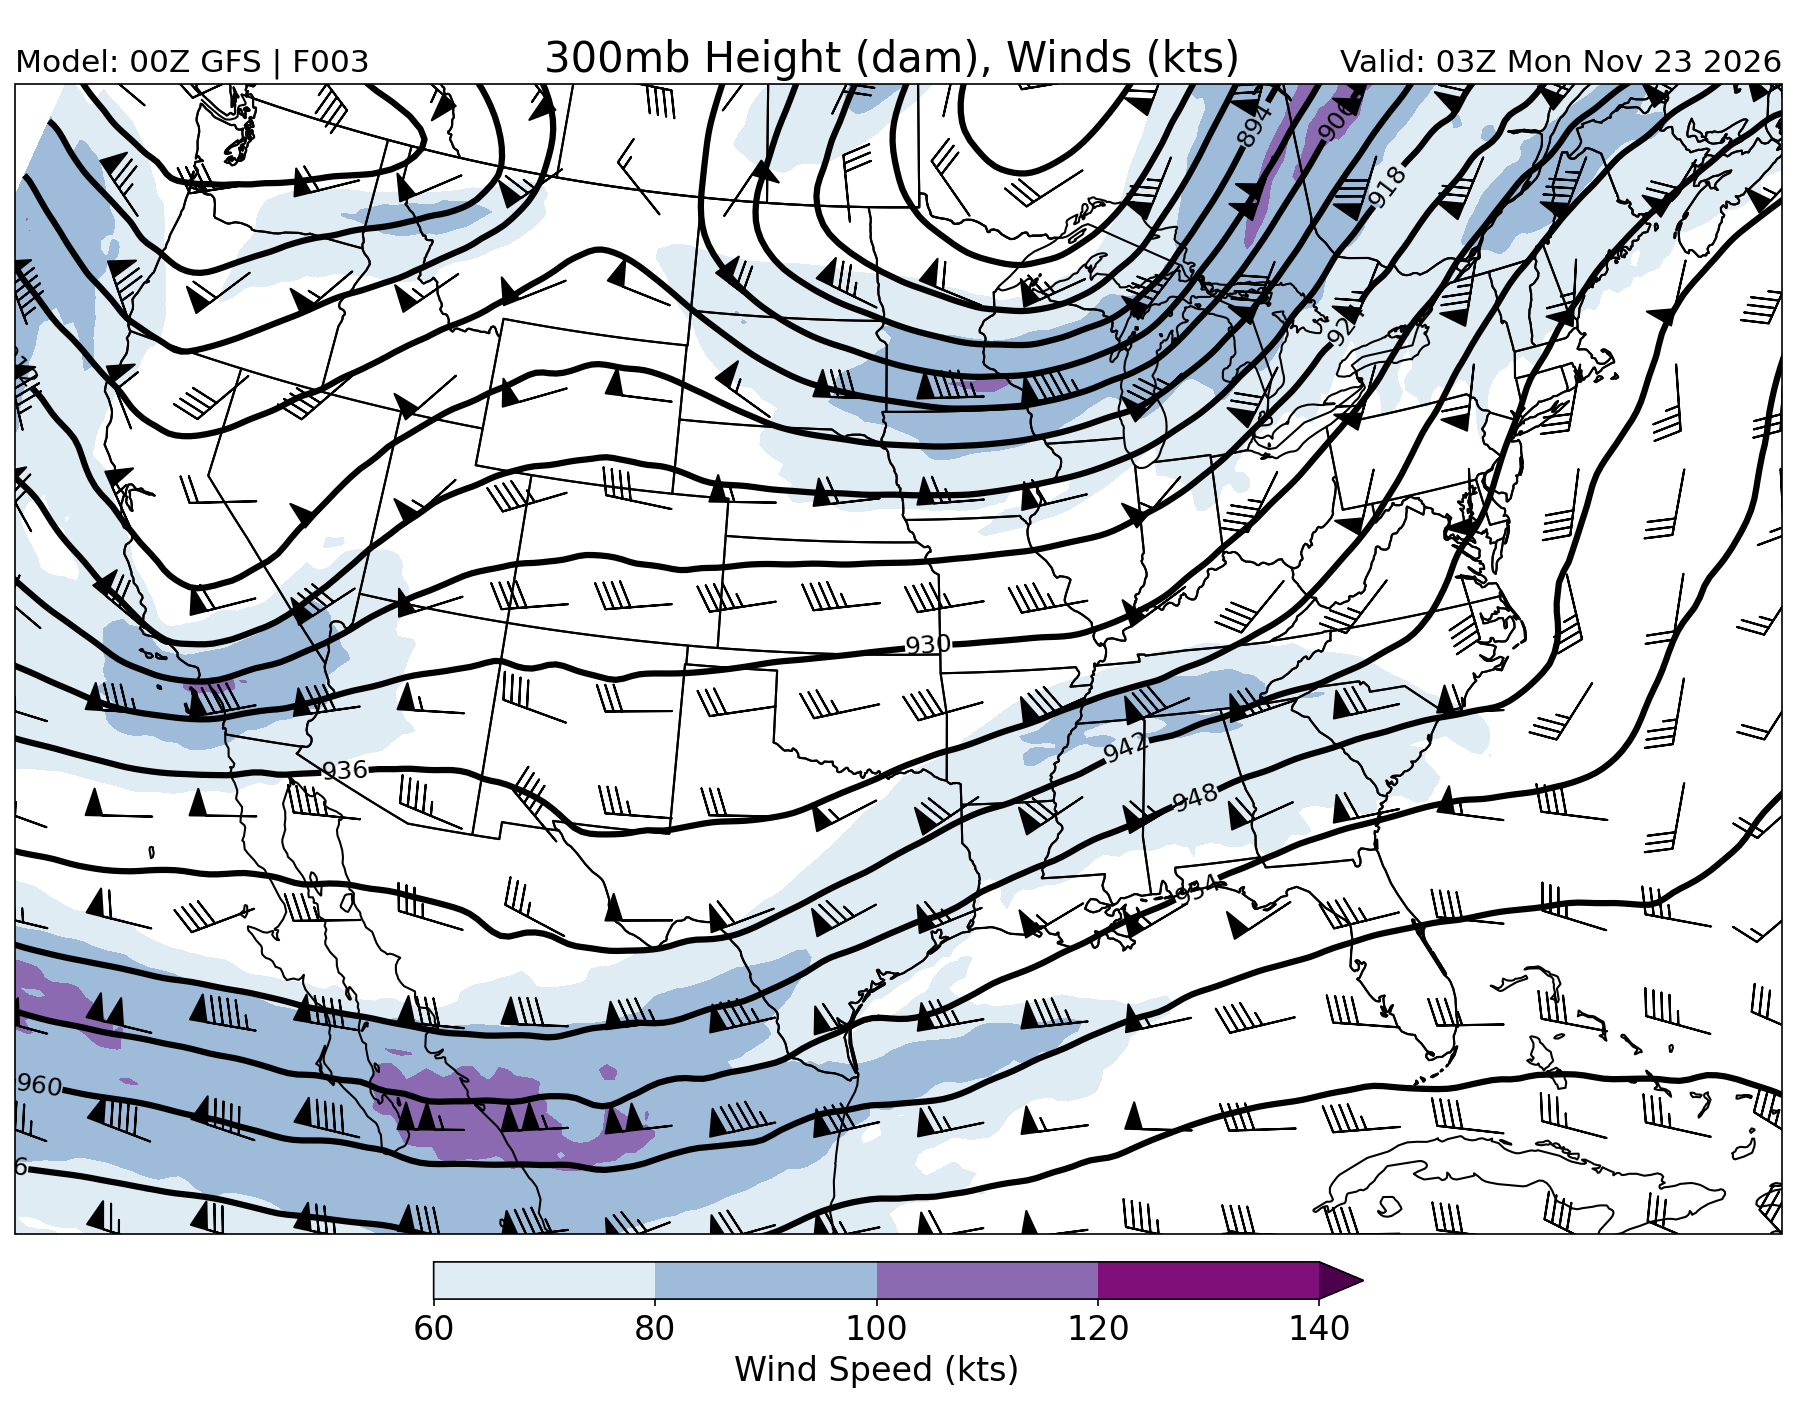 Model: 00Z GFS | F003
300mb Height (dam), Winds (kts)
Valid: 03Z Mon Nov 23 2026
894
900
918
924
930
936
942
948
954
960
6
60 80 100 120 140
Wind Speed (kts)